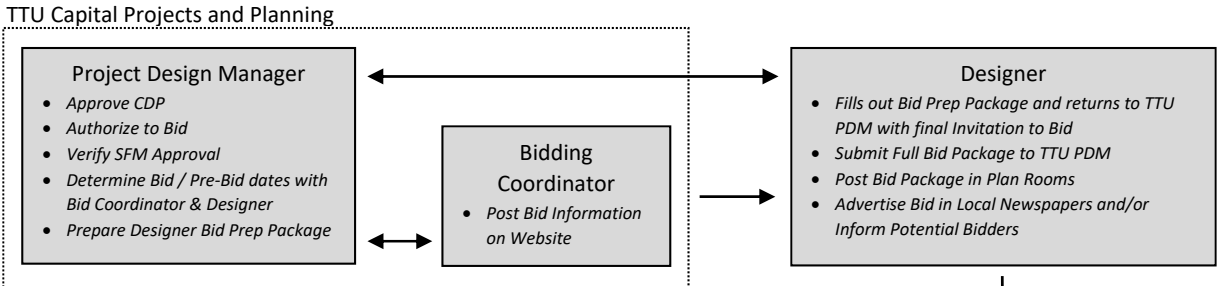 TTU Capital Projects and Planning
Project Design Manager
• Approve CDP
• Authorize to Bid
• Verify SFM Approval
• Determine Bid / Pre-Bid dates with
Bid Coordinator & Designer
• Prepare Designer Bid Prep Package
Bidding
Coordinator
• Post Bid Information
on Website
Designer
• Fills out Bid Prep Package and returns to TTU
PDM with final Invitation to Bid
• Submit Full Bid Package to TTU PDM
• Post Bid Package in Plan Rooms
• Advertise Bid in Local Newspapers and/or
Inform Potential Bidders